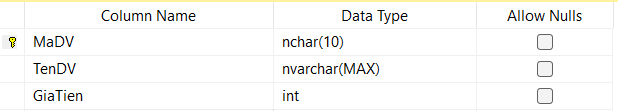 Column Name Data Type Allow Nulls
MaDV nchar(10)
TenDV nvarchar(MAX)
GiaTien int